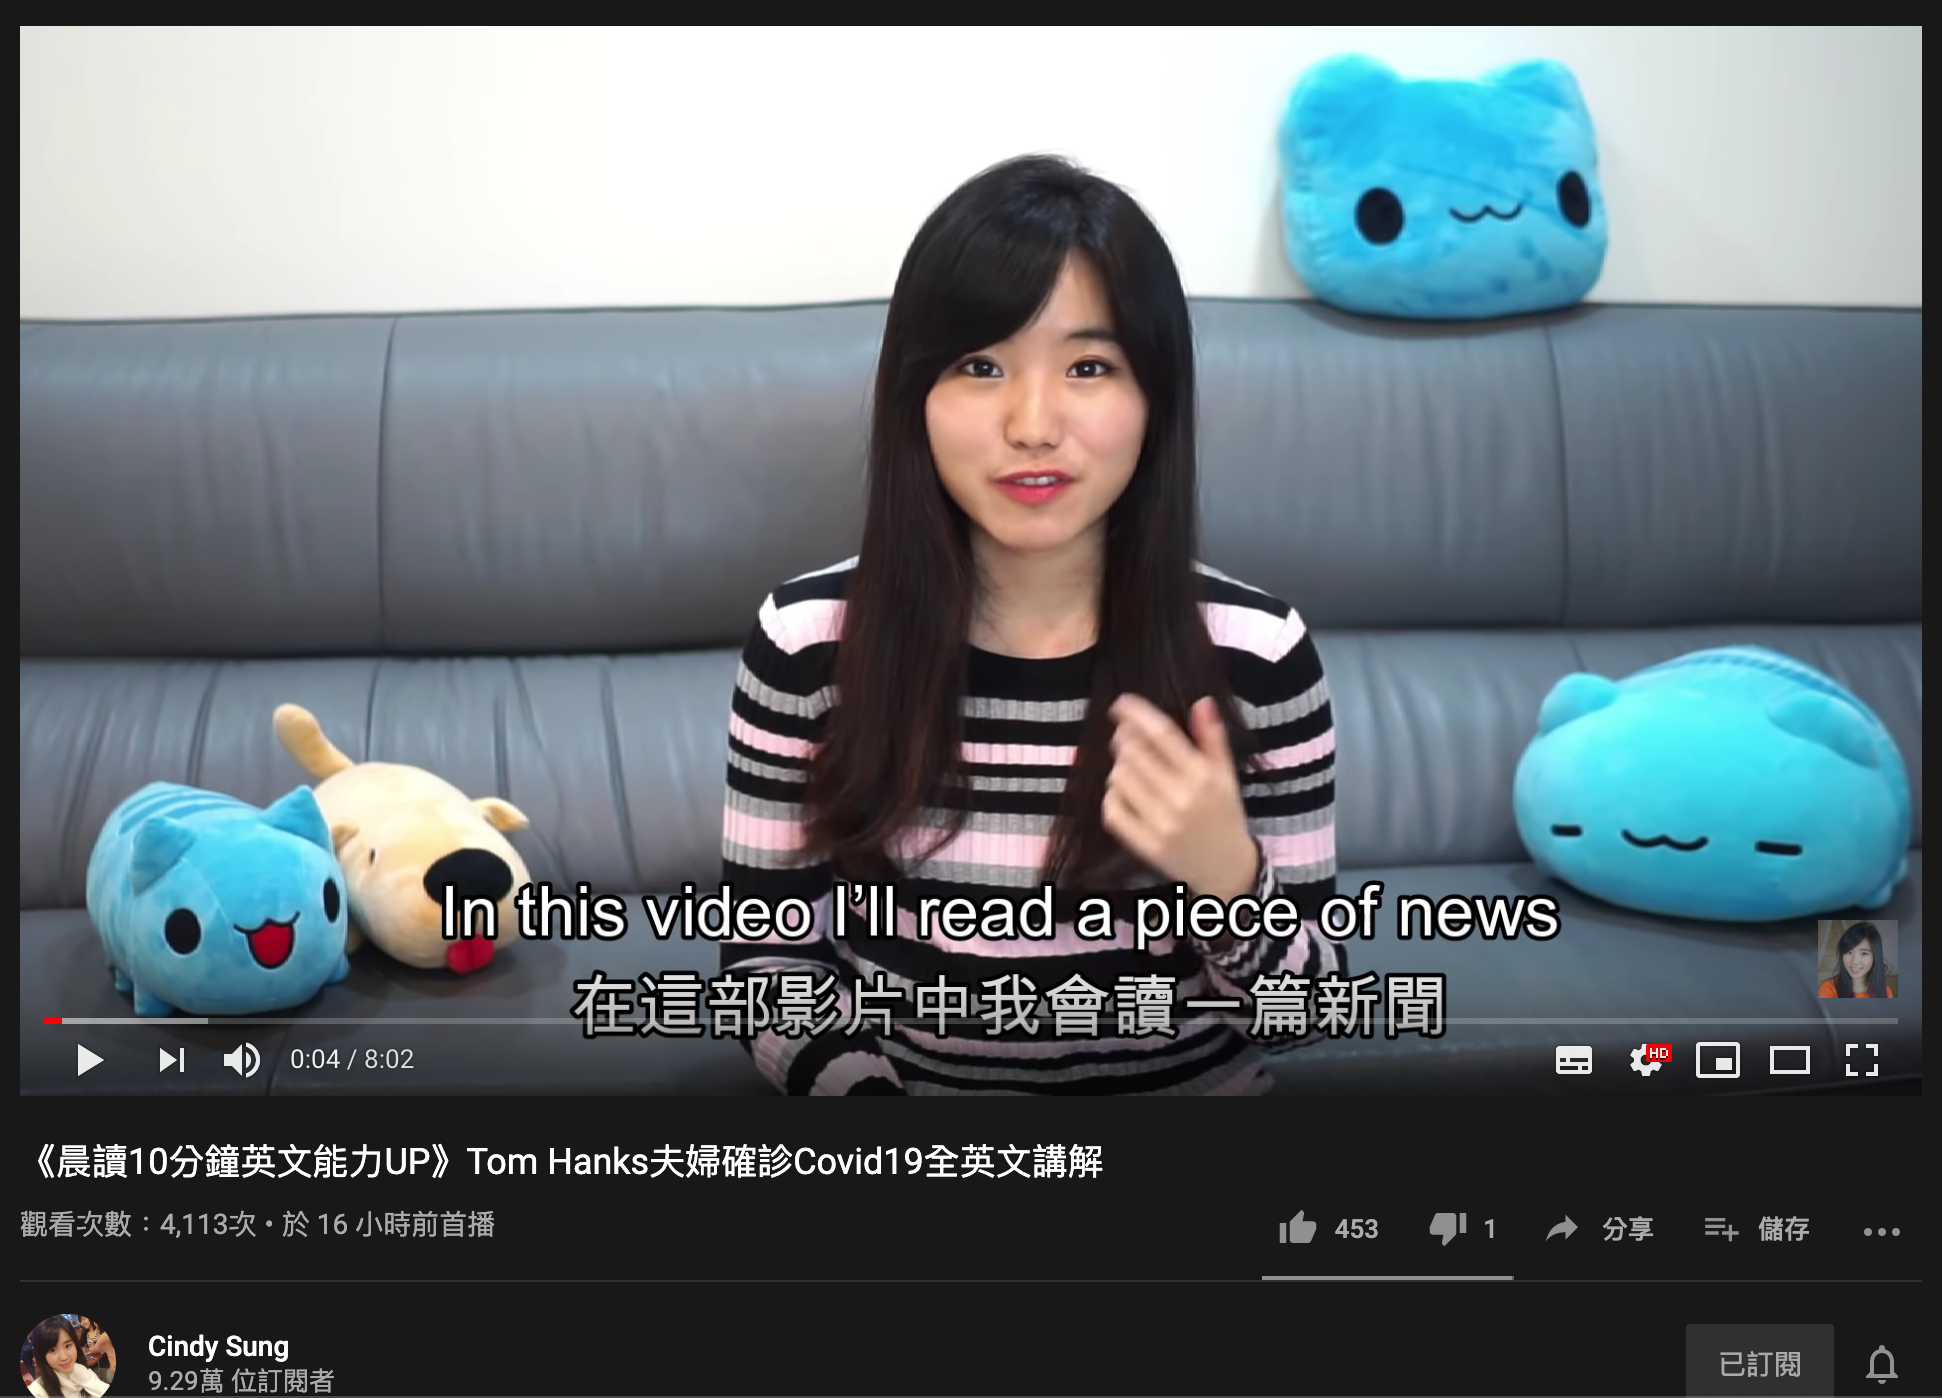 In this video I'll read a piece of news
在這部影片中我會讀一篇新聞
0:04 / 8:02
HD
《晨讀10分鐘英文能力UP》Tom Hanks夫婦確診Covid19全英文講解
觀看次數：4,113次 • 於 16 小時前首播
453 1 分享 儲存
Cindy Sung
9.29萬 位訂閱者
已訂閱